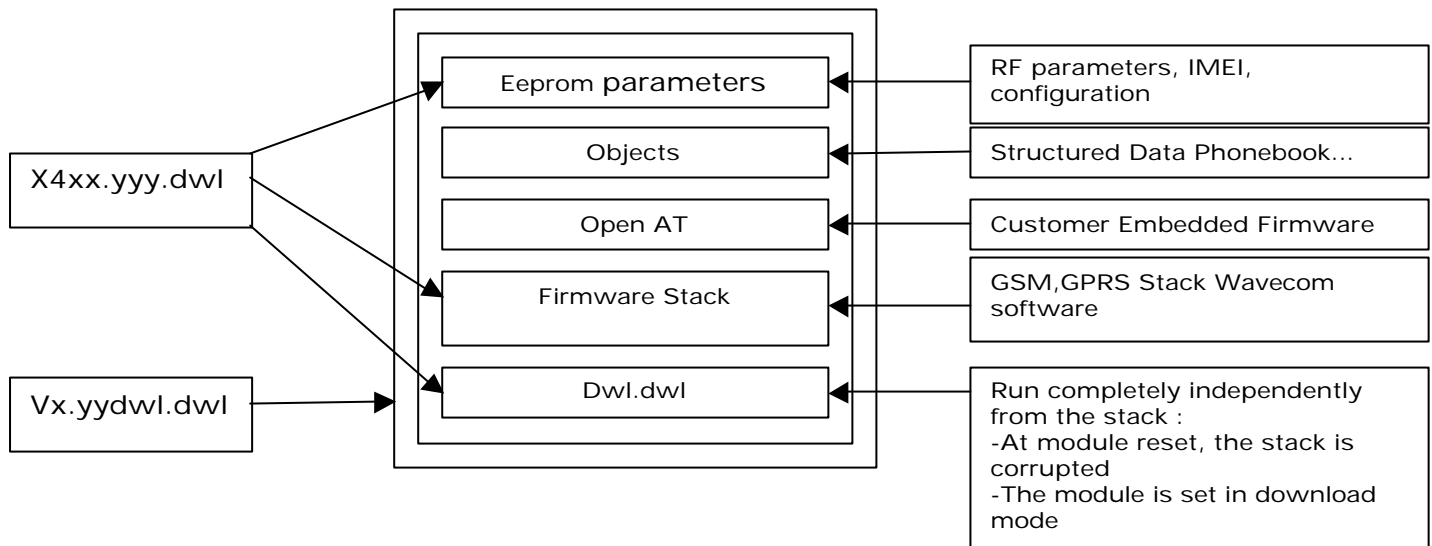 X4xx.yyy.dwl
Vx.yydwl.dwl
Eeprom parameters
Objects
Open AT
Firmware Stack
Dwl.dwl
RF parameters, IMEI,
configuration
Structured Data Phonebook...
Customer Embedded Firmware
GSM,GPRS Stack Wavecom
software
Run completely independently
from the stack :
-At module reset, the stack is
corrupted
-The module is set in download
mode